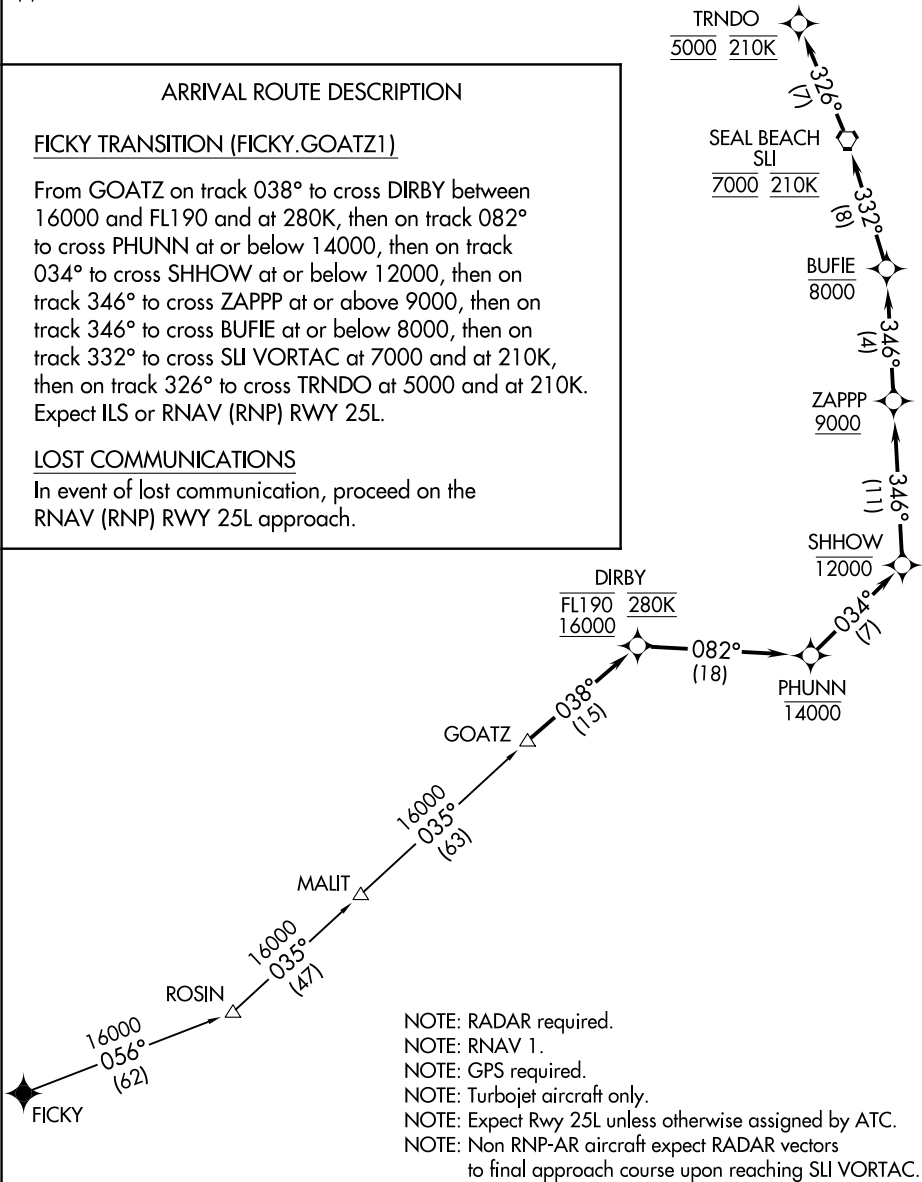 TRNDO
5000 210K
326°
(7)
SEAL BEACH
SLI
7000 210K
332°
(8)
BUFIE
8000
346°
(4)
ZAPPP
9000
346°
(11)
SHHOW
12000
034°
(7)
ARRIVAL ROUTE DESCRIPTION
FICKY TRANSITION (FICKY.GOATZ1)
From GOATZ on track 038° to cross DIRBY between
16000 and FL190 and at 280K, then on track 082°
to cross PHUNN at or below 14000, then on track
034° to cross SHHOW at or below 12000, then on
track 346° to cross ZAPPP at or above 9000, then on
track 346° to cross BUFIE at or below 8000, then on
track 332° to cross SLI VORTAC at 7000 and at 210K,
then on track 326° to cross TRNDO at 5000 and at 210K.
Expect ILS or RNAV (RNP) RWY 25L.
LOST COMMUNICATIONS
In event of lost communication, proceed on the
RNAV (RNP) RWY 25L approach.
DIRBY
FL190 280K
16000
082°
(18)
PHUNN
14000
038°
(15)
GOATZ
16000
035°
(63)
MALIT
16000
035°
(47)
ROSIN
16000
056°
(62)
FICKY
NOTE: RADAR required.
NOTE: RNAV 1.
NOTE: GPS required.
NOTE: Turbojet aircraft only.
NOTE: Expect Rwy 25L unless otherwise assigned by ATC.
NOTE: Non RNP-AR aircraft expect RADAR vectors
to final approach course upon reaching SLI VORTAC.